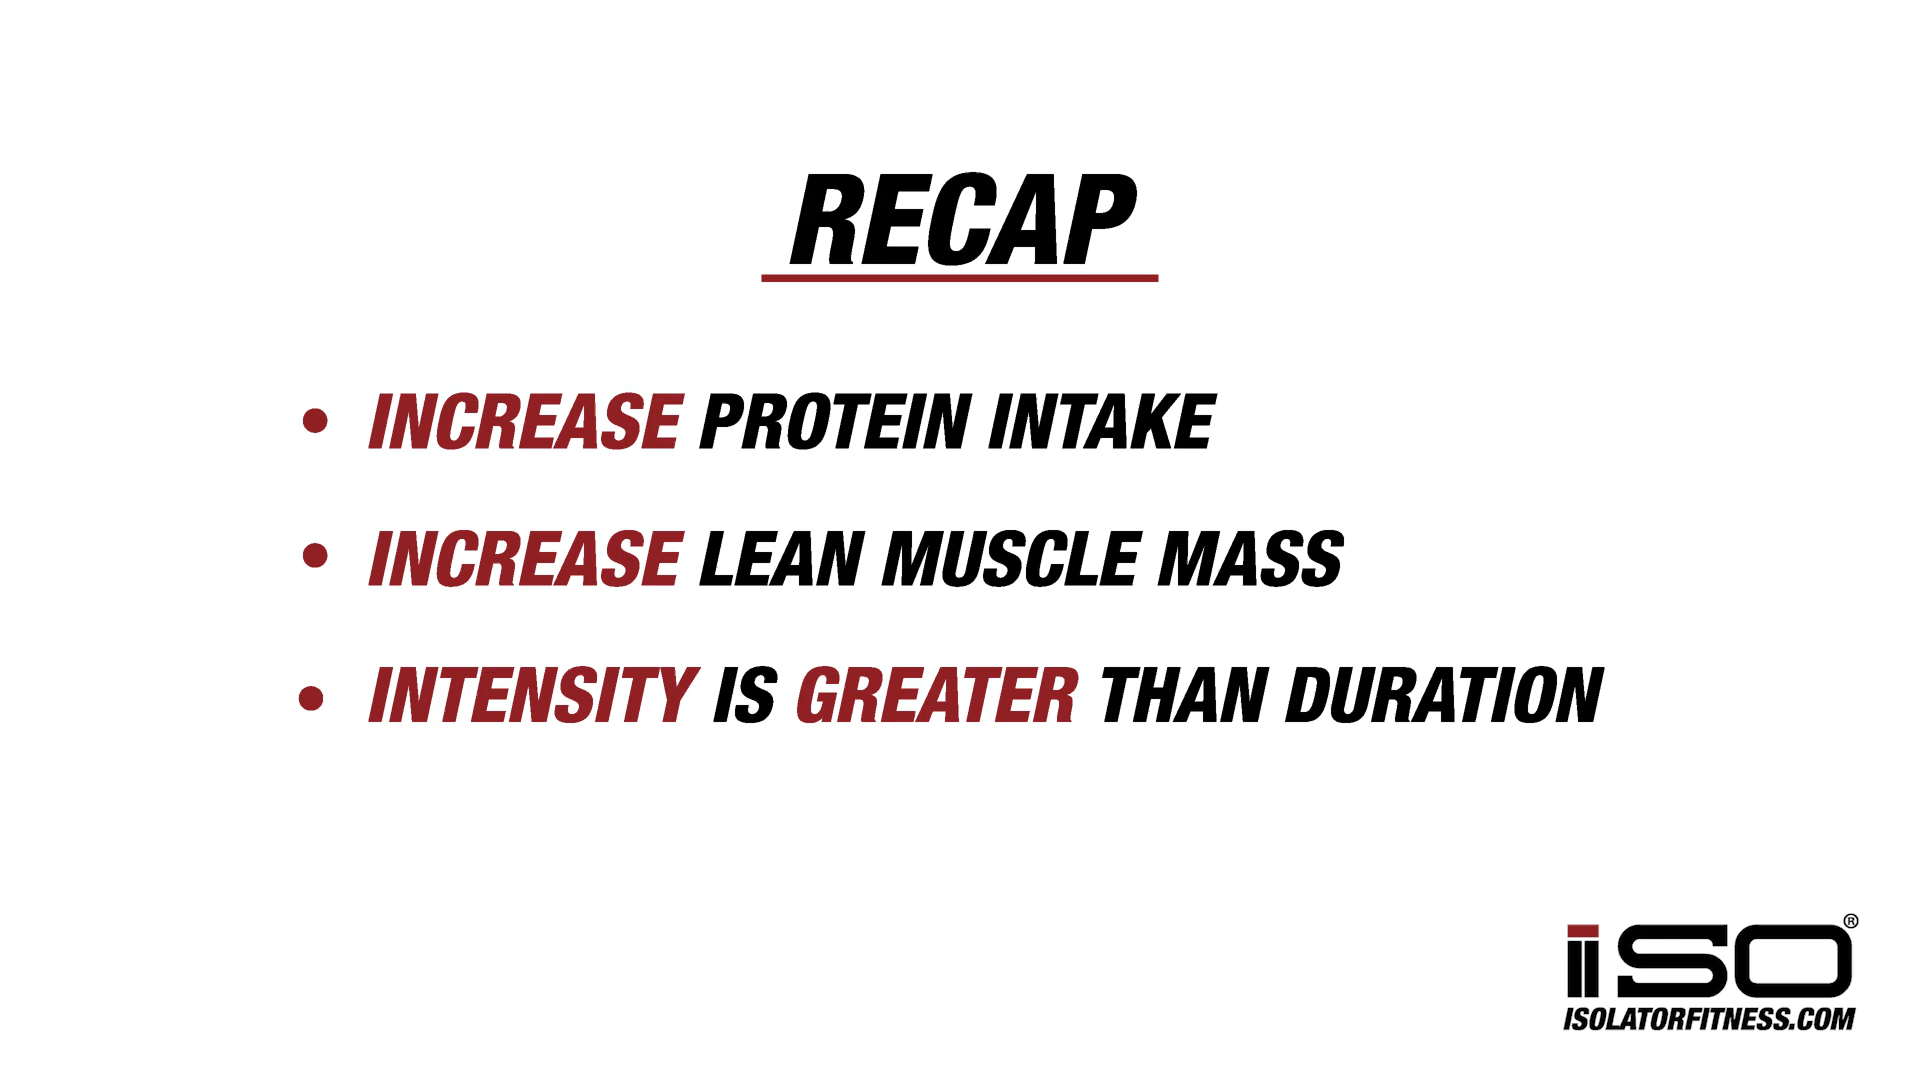 RECAP
• INCREASE PROTEIN INTAKE
• INCREASE LEAN MUSCLE MASS
• INTENSITY IS GREATER THAN DURATION
iSO®
ISOLATORFITNESS.COM